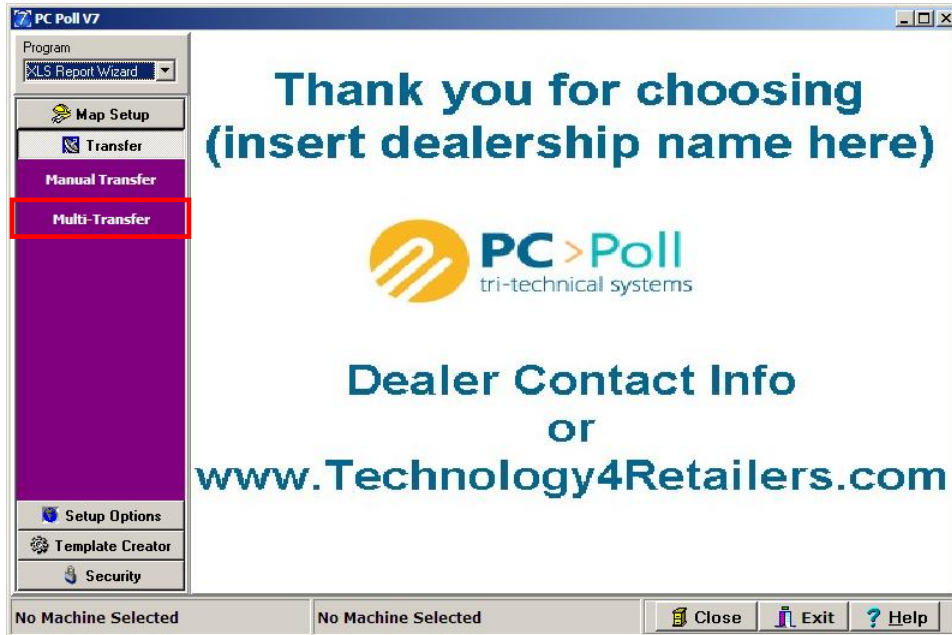 PC Poll V7
Program
XLS Report Wizard
Map Setup
Transfer
Manual Transfer
Multi-Transfer
Setup Options
Template Creator
Security
Thank you for choosing
(insert dealership name here)
PC>Poll
tri-technical systems
Dealer Contact Info
or
www.Technology4Retailers.com
No Machine Selected
No Machine Selected
Close
Exit
Help